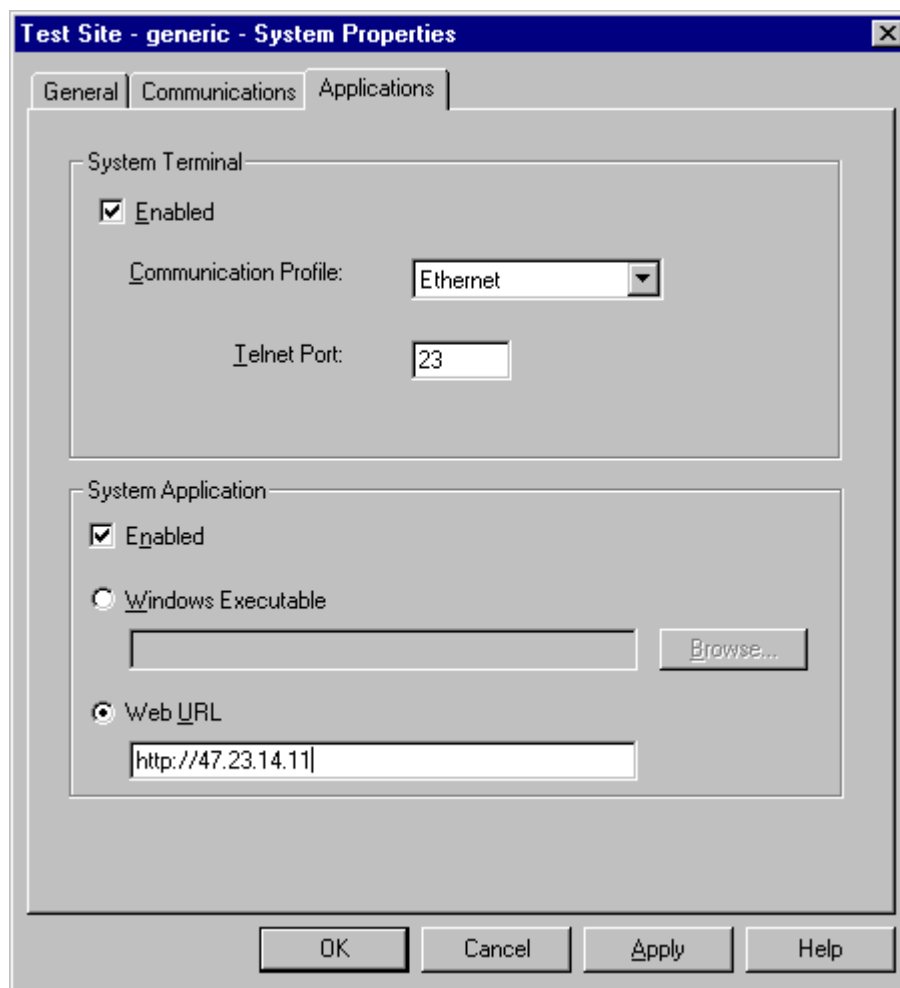 Test Site - generic - System Properties
General Communications Applications
System Terminal
Enabled
Communication Profile: Ethernet
Telnet Port: 23
System Application
Enabled
Windows Executable
Browse...
Web URL
http://47.23.14.11
OK Cancel Apply Help